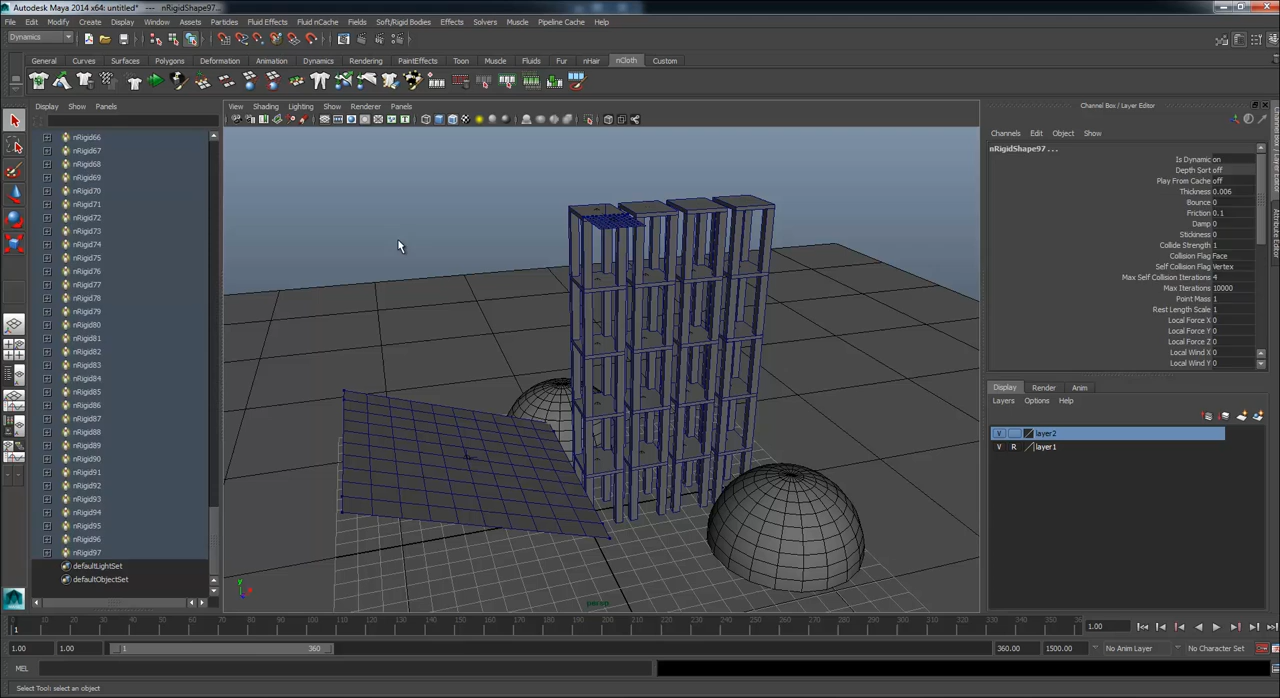 Autodesk Maya 2014 x64: untitled* --- nRigidShape97...
File Edit Modify Create Display Window Assets Particles Fluid Effects Fluid nCache Fields Soft/Rigid Bodies Effects Solvers Muscle Pipeline Cache Help
Dynamics
General Curves Surfaces Polygons Deformation Animation Dynamics Rendering PaintEffects Toon Muscle Fluids Fur nHair nCloth Custom
Display Show Panels
View Shading Lighting Show Renderer Panels
Channel Box / Layer Editor
nRigid66
nRigid67
nRigid68
nRigid69
nRigid70
nRigid71
nRigid72
nRigid73
nRigid74
nRigid75
nRigid76
nRigid77
nRigid78
nRigid79
nRigid80
nRigid81
nRigid82
nRigid83
nRigid84
nRigid85
nRigid86
nRigid87
nRigid88
nRigid89
nRigid90
nRigid91
nRigid92
nRigid93
nRigid94
nRigid95
nRigid96
nRigid97
defaultLightSet
defaultObjectSet
y
persp
Channels Edit Object Show
nRigidShape97 ...
Is Dynamic on
Depth Sort off
Play From Cache off
Thickness 0.006
Bounce 0
Friction 0.1
Damp 0
Stickiness 0
Collide Strength 1
Collision Flag Face
Self Collision Flag Vertex
Max Self Collision Iterations 4
Max Iterations 10000
Point Mass 1
Rest Length Scale 1
Local Force X 0
Local Force Y 0
Local Force Z 0
Local Wind X 0
Local Wind Y 0
Channel Box / Layer Editor
Attribute Editor
Display Render Anim
Layers Options Help
V layer2
V R layer1
1 1.00
1.00 1.00 1 360 360.00 1500.00 No Anim Layer No Character Set
MEL
Select Tool: select an object